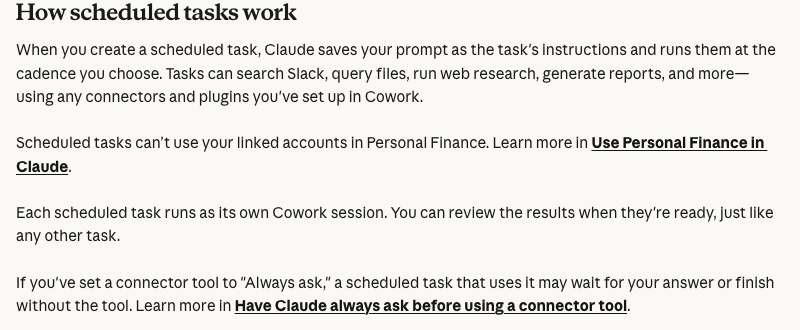 How scheduled tasks work
When you create a scheduled task, Claude saves your prompt as the task's instructions and runs them at the
cadence you choose. Tasks can search Slack, query files, run web research, generate reports, and more—
using any connectors and plugins you've set up in Cowork.
Scheduled tasks can't use your linked accounts in Personal Finance. Learn more in Use Personal Finance in
Claude.
Each scheduled task runs as its own Cowork session. You can review the results when they're ready, just like
any other task.
If you've set a connector tool to "Always ask," a scheduled task that uses it may wait for your answer or finish
without the tool. Learn more in Have Claude always ask before using a connector tool.